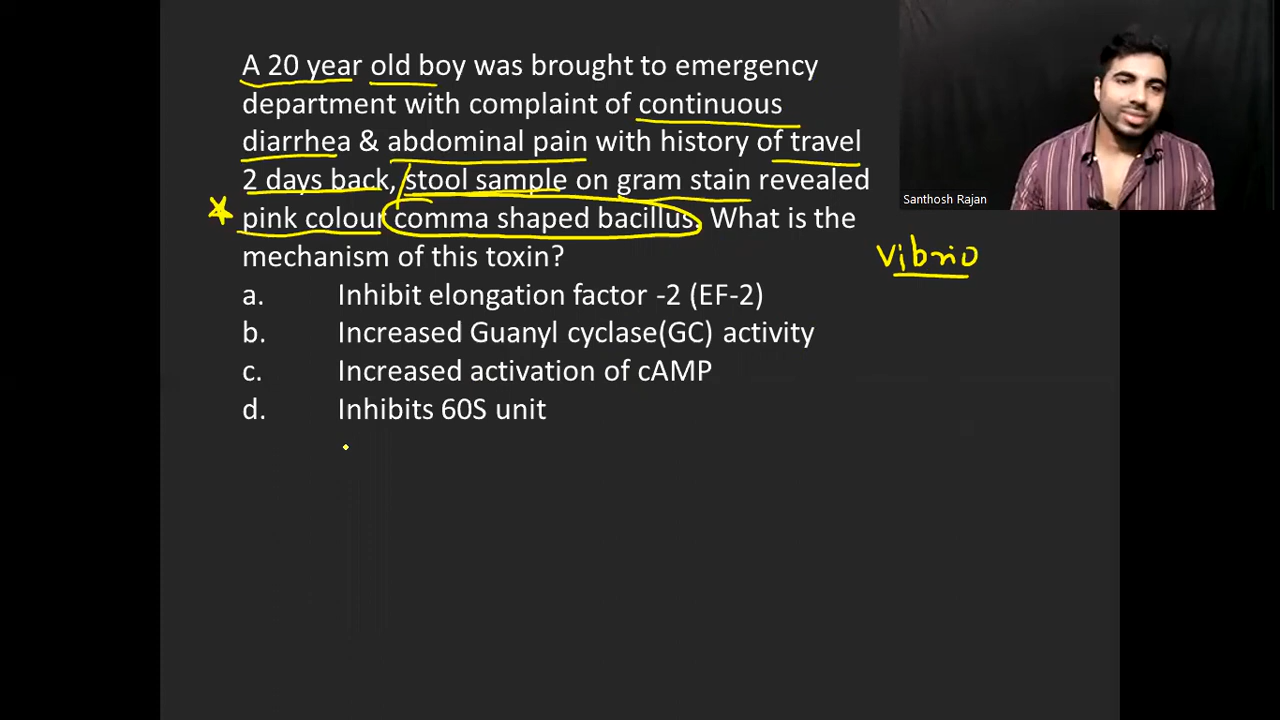 A 20 year old boy was brought to emergency
department with complaint of continuous
diarrhea & abdominal pain with history of travel
2 days back, stool sample on gram stain revealed
pink colour comma shaped bacillus. What is the
mechanism of this toxin?
a. Inhibit elongation factor -2 (EF-2)
b. Increased Guanyl cyclase(GC) activity
c. Increased activation of cAMP
d. Inhibits 60S unit
Vibrio
Santhosh Rajan